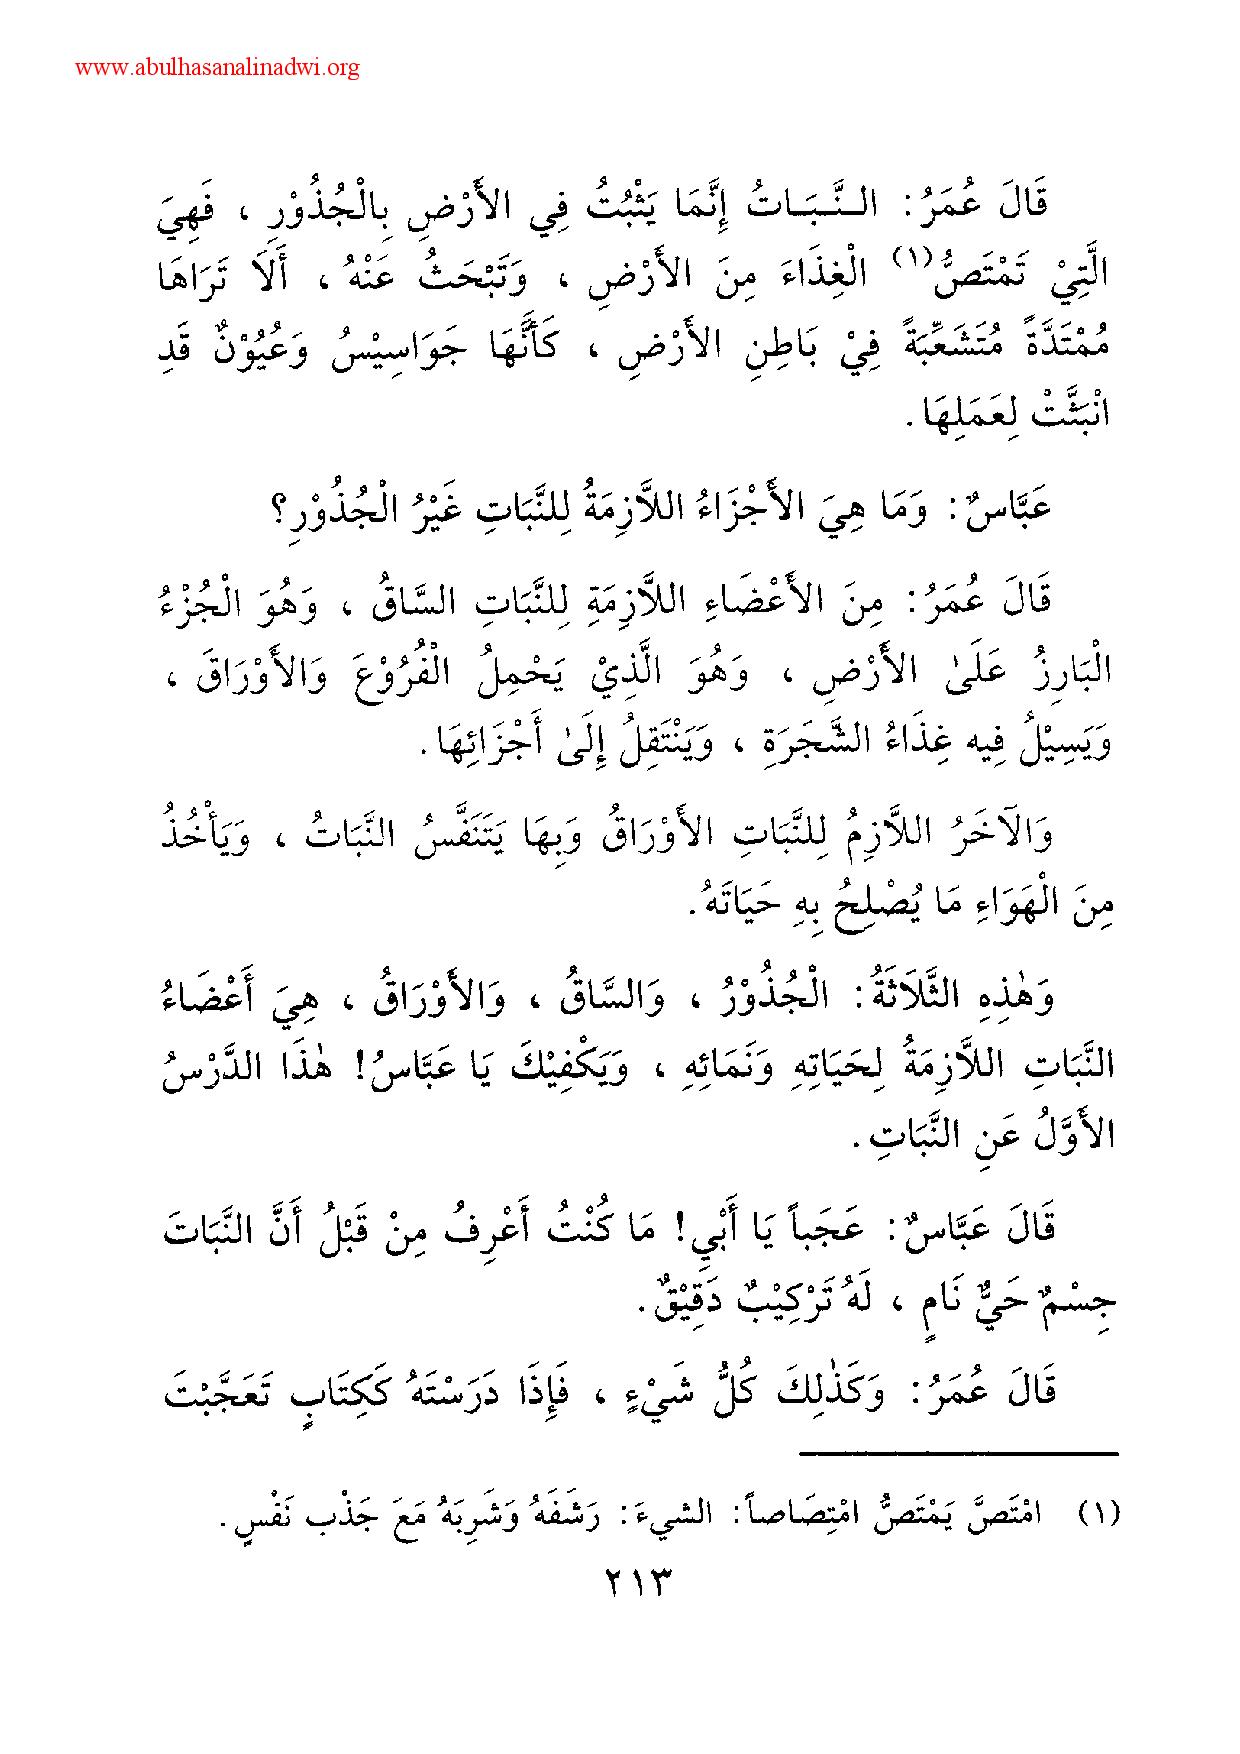 www.abulhasanalinadwi.org
قَالَ عُمَرُ: النَّبَاتُ إِنَّمَا يَثْبُتُ فِي الأَرْضِ بِالْجُذُوْرِ ، فَهِيَ
الَّتِيْ تَمْتَصُّ(١) الْغِذَاءَ مِنَ الأَرْضِ ، وَتَبْحَثُ عَنْهُ ، أَلاَ تَرَاهَا
مُمْتَدَّةً مُتَشَعِّبَةً فِيْ بَاطِنِ الأَرْضِ ، كَأَنَّهَا جَوَاسِيْسُ وَعُيُوْنٌ قَدِ
انْبَثَّتْ لِعَمَلِهَا .
عَبَّاسٌ: وَمَا هِيَ الأَجْزَاءُ اللاَّزِمَةُ لِلنَّبَاتِ غَيْرُ الْجُذُوْرِ؟
قَالَ عُمَرُ: مِنَ الأَعْضَاءِ اللاَّزِمَةِ لِلنَّبَاتِ السَّاقُ ، وَهُوَ الْجُزْءُ
الْبَارِزُ عَلَىٰ الأَرْضِ ، وَهُوَ الَّذِيْ يَحْمِلُ الْفُرُوْعَ وَالأَوْرَاقَ ،
وَيَسِيْلُ فِيهِ غِذَاءُ الشَّجَرَةِ ، وَيَنْتَقِلُ إِلَىٰ أَجْزَائِهَا .
وَالآخَرُ اللاَّزِمُ لِلنَّبَاتِ الأَوْرَاقُ وَبِهَا يَتَنَفَّسُ النَّبَاتُ ، وَيَأْخُذُ
مِنَ الْهَوَاءِ مَا يُصْلِحُ بِهِ حَيَاتَهُ .
وَهٰذِهِ الثَّلاَثَةُ: الْجُذُوْرُ ، وَالسَّاقُ ، وَالأَوْرَاقُ ، هِيَ أَعْضَاءُ
النَّبَاتِ اللاَّزِمَةُ لِحَيَاتِهِ وَنَمَائِهِ ، وَيَكْفِيْكَ يَا عَبَّاسُ! هٰذَا الدَّرْسُ
الأَوَّلُ عَنِ النَّبَاتِ .
قَالَ عَبَّاسٌ: عَجَباً يَا أَبِيْ! مَا كُنْتُ أَعْرِفُ مِنْ قَبْلُ أَنَّ النَّبَاتَ
جِسْمٌ حَيٌّ نَامٍ ، لَهُ تَرْكِيْبٌ دَقِيْقٌ .
قَالَ عُمَرُ: وَكَذٰلِكَ كُلُّ شَيْءٍ ، فَإِذَا دَرَسْتَهُ كَكِتَابٍ تَعَجَّبْتَ
(١) امْتَصَّ يَمْتَصُّ امْتِصَاصاً: الشيءَ: رَشَفَهُ وَشَرِبَهُ مَعَ جَذْبِ نَفَسٍ .
٢١٣